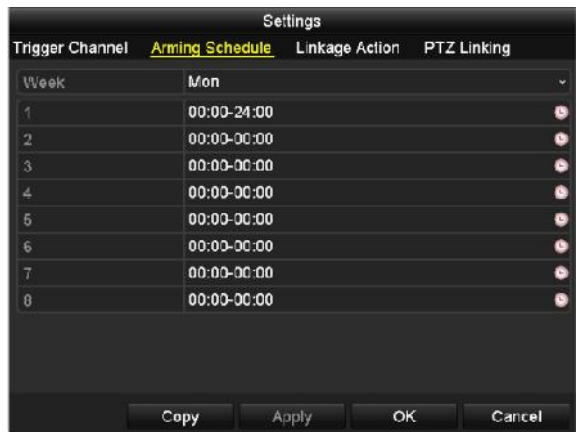 Settings
Trigger Channel Arming Schedule Linkage Action PTZ Linking
Week Mon
1 00:00-24:00
2 00:00-00:00
3 00:00-00:00
4 00:00-00:00
5 00:00-00:00
6 00:00-00:00
7 00:00-00:00
8 00:00-00:00
Copy Apply OK Cancel